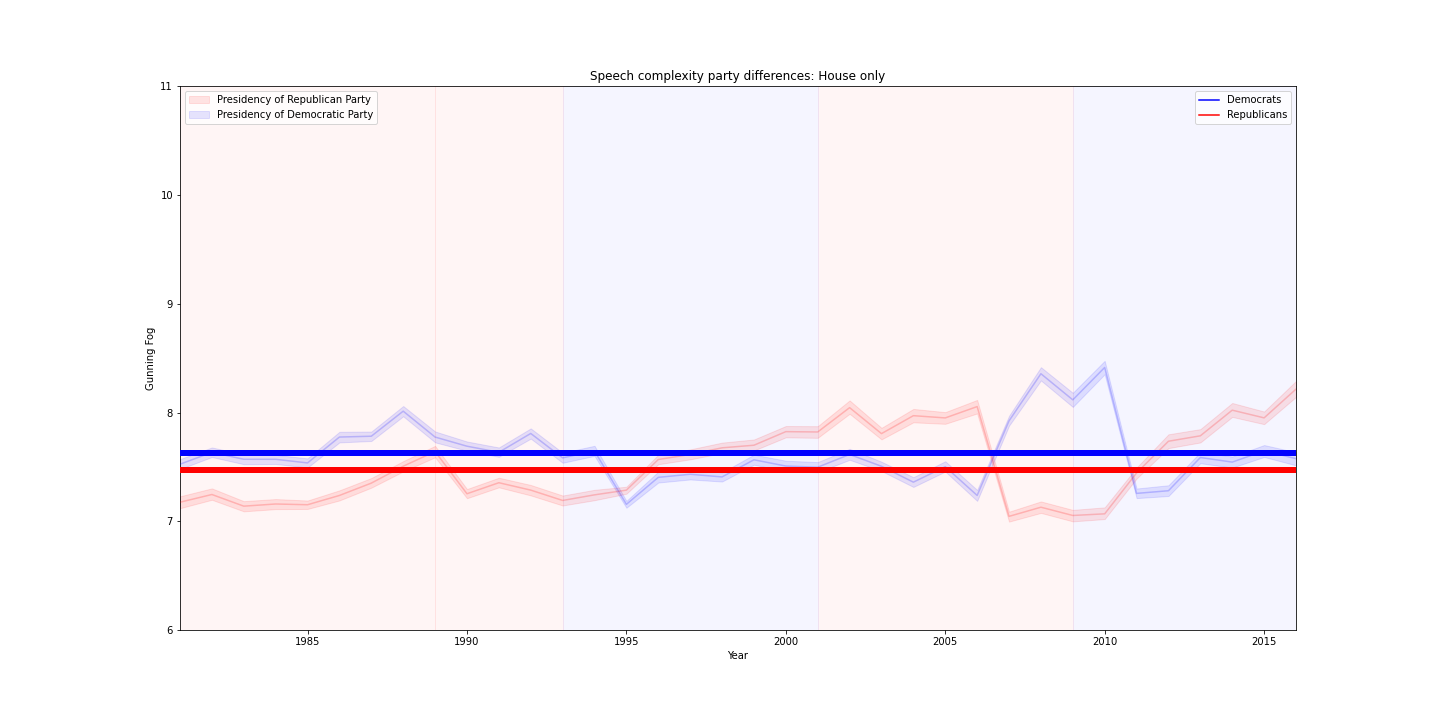 Speech complexity party differences: House only
Presidency of Republican Party
Presidency of Democratic Party
Democrats
Republicans
11
10
9
8
7
6
Gunning Fog
1985
1990
1995
2000
2005
2010
2015
Year